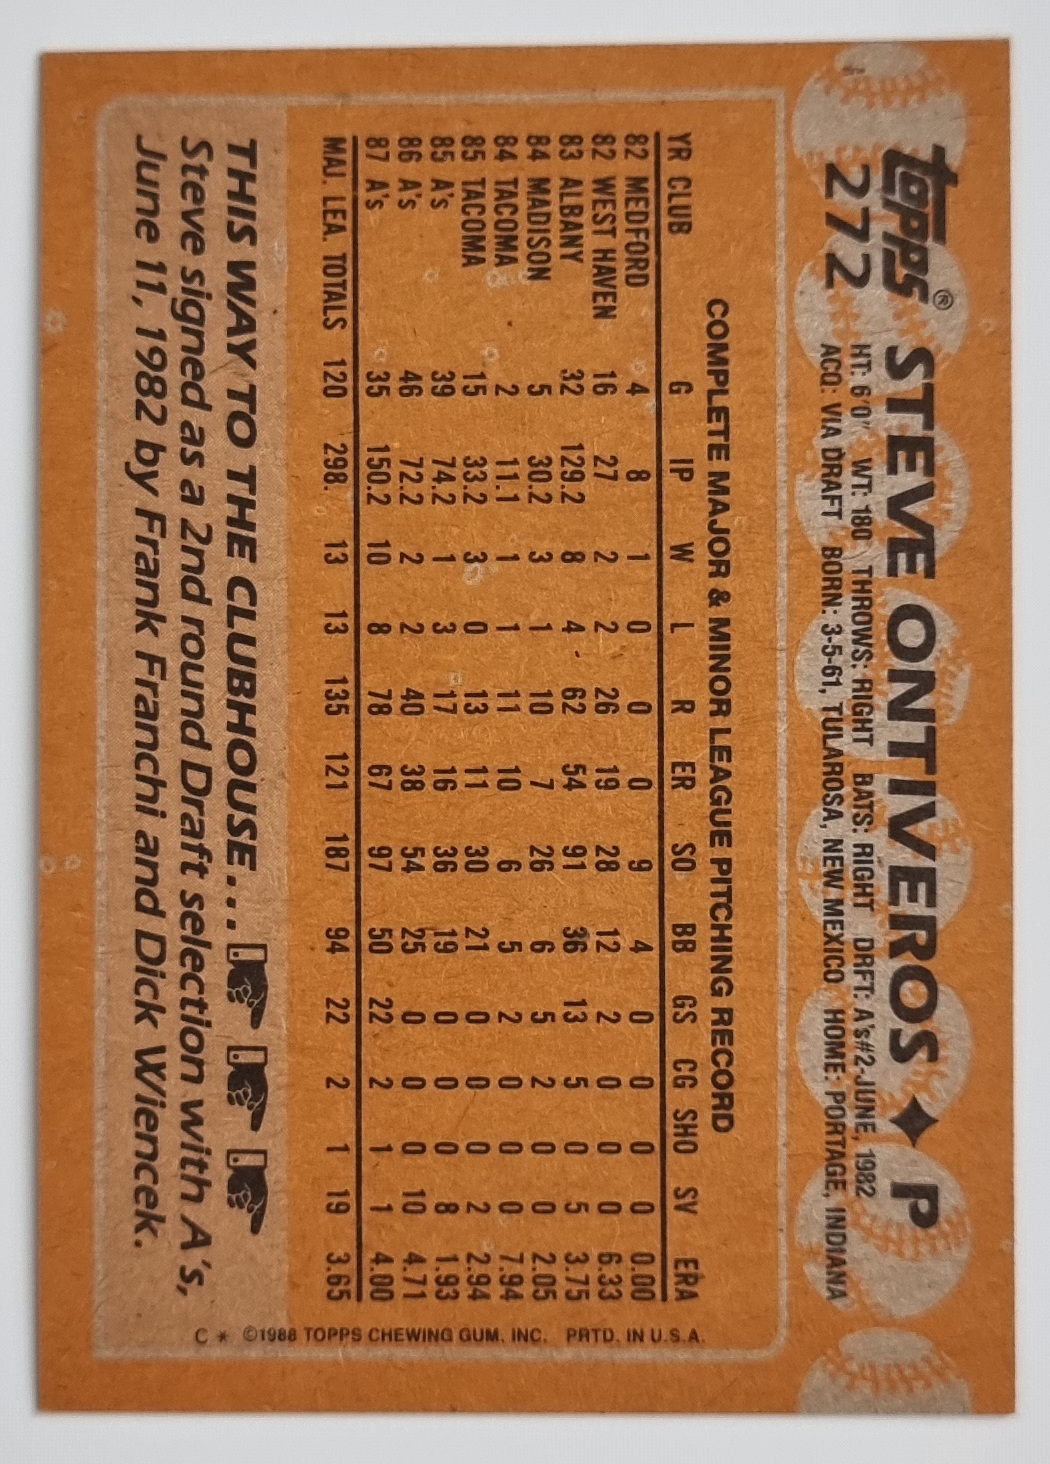 topps® STEVE ONTIVEROS ✦ P
272 HT: 6'0" WT: 180 THROWS: RIGHT BATS: RIGHT DRFT: A's#2-JUNE, 1982
ACQ: VIA DRAFT BORN: 3-5-61, TULAROSA, NEW MEXICO HOME: PORTAGE, INDIANA
COMPLETE MAJOR & MINOR LEAGUE PITCHING RECORD
YR CLUB G IP W L R ER SO BB GS CG SHO SV ERA
82 MEDFORD 4 8 1 0 0 0 9 4 0 0 0 0 0.00
82 WEST HAVEN 16 27 2 2 26 19 28 12 2 0 0 0 6.33
83 ALBANY 32 129.2 8 4 62 54 91 36 13 5 0 5 3.75
84 MADISON 5 30.2 3 1 10 7 26 6 5 2 0 0 2.05
84 TACOMA 2 11.1 1 1 11 10 6 5 2 0 0 0 7.94
85 TACOMA 15 33.2 3 0 13 11 30 21 0 0 0 2 2.94
85 A's 39 74.2 1 3 17 16 36 19 0 0 0 8 1.93
86 A's 46 72.2 2 2 40 38 54 25 0 0 0 10 4.71
87 A's 35 150.2 10 8 78 67 97 50 22 2 1 1 4.00
MAJ. LEA. TOTALS 120 298. 13 13 135 121 187 94 22 2 1 19 3.65
THIS WAY TO THE CLUBHOUSE...
Steve signed as a 2nd round Draft selection with A's,
June 11, 1982 by Frank Franchi and Dick Wiencek.
C * ©1988 TOPPS CHEWING GUM, INC. PRTD. IN U.S.A.